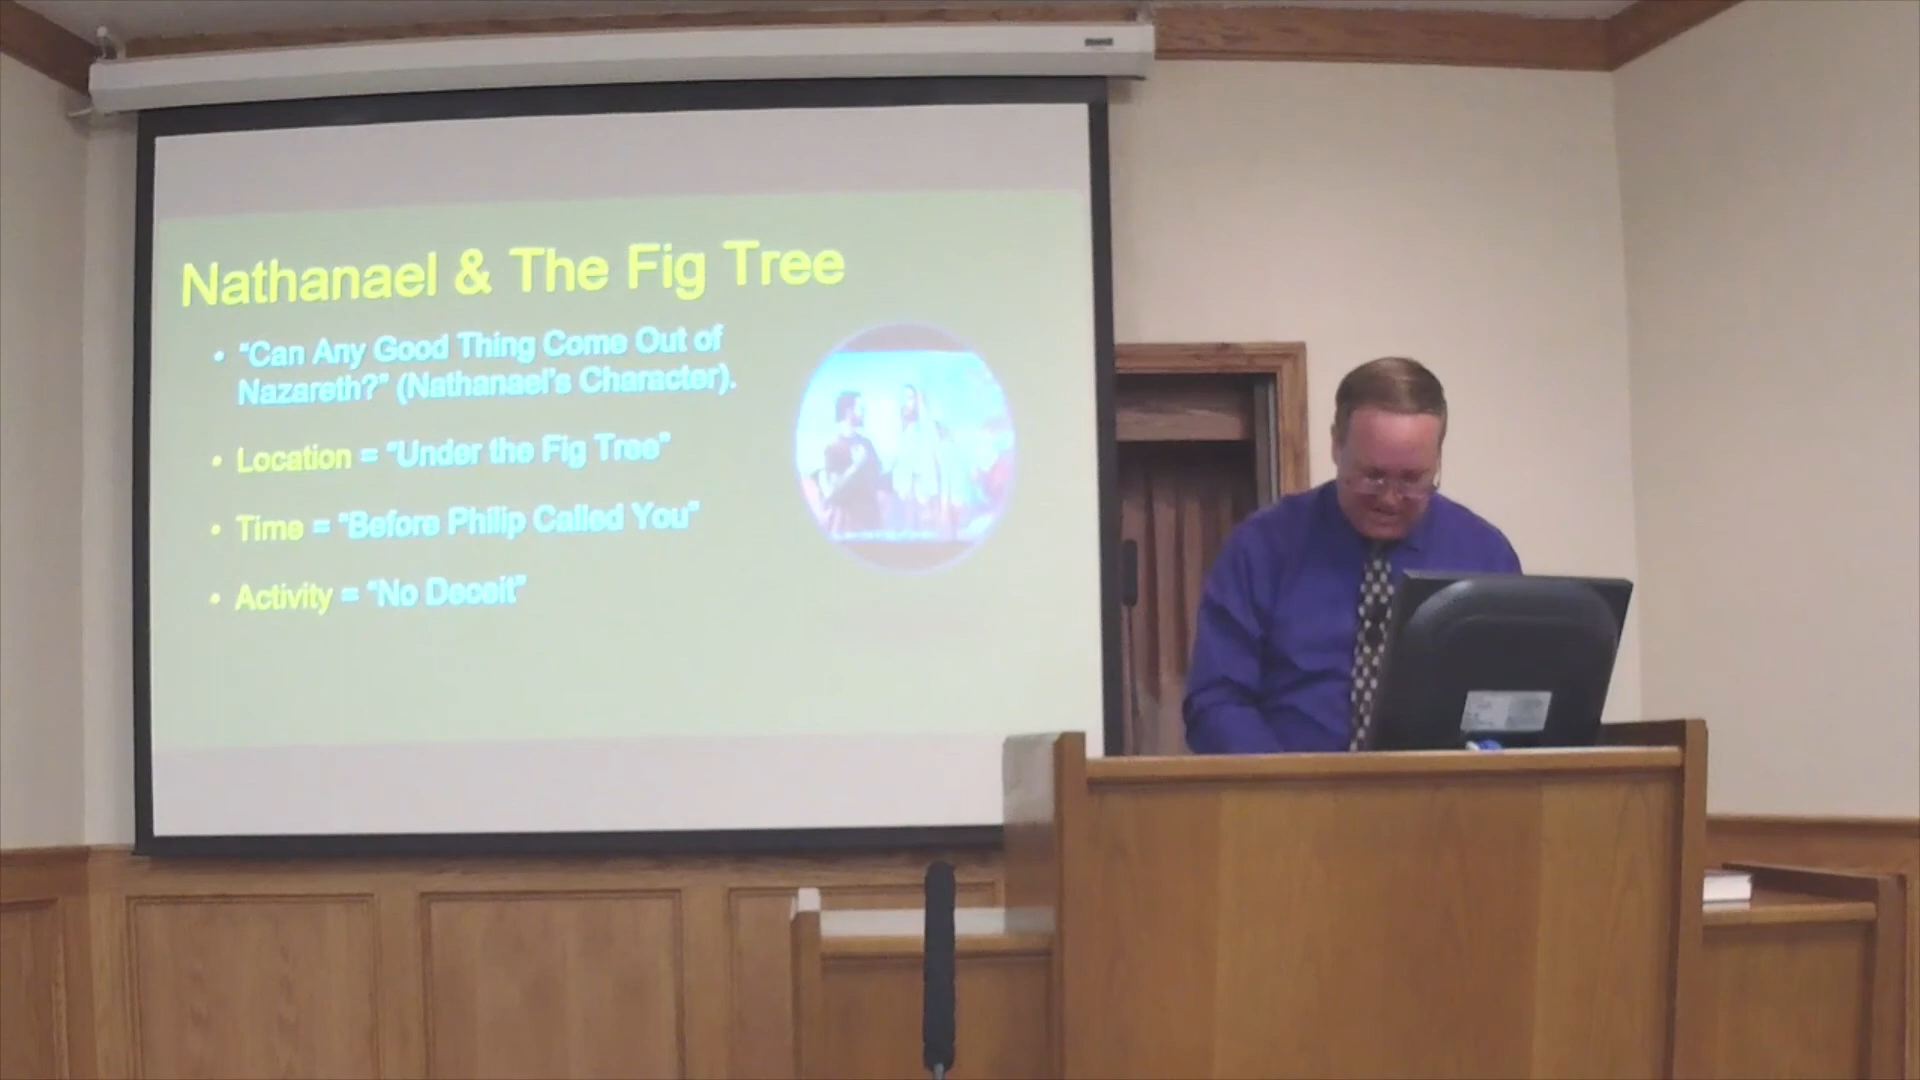 Nathanael & The Fig Tree
• "Can Any Good Thing Come Out of
Nazareth?" (Nathanael's Character).
• Location = "Under the Fig Tree"
• Time = "Before Philip Called You"
• Activity = "No Deceit"